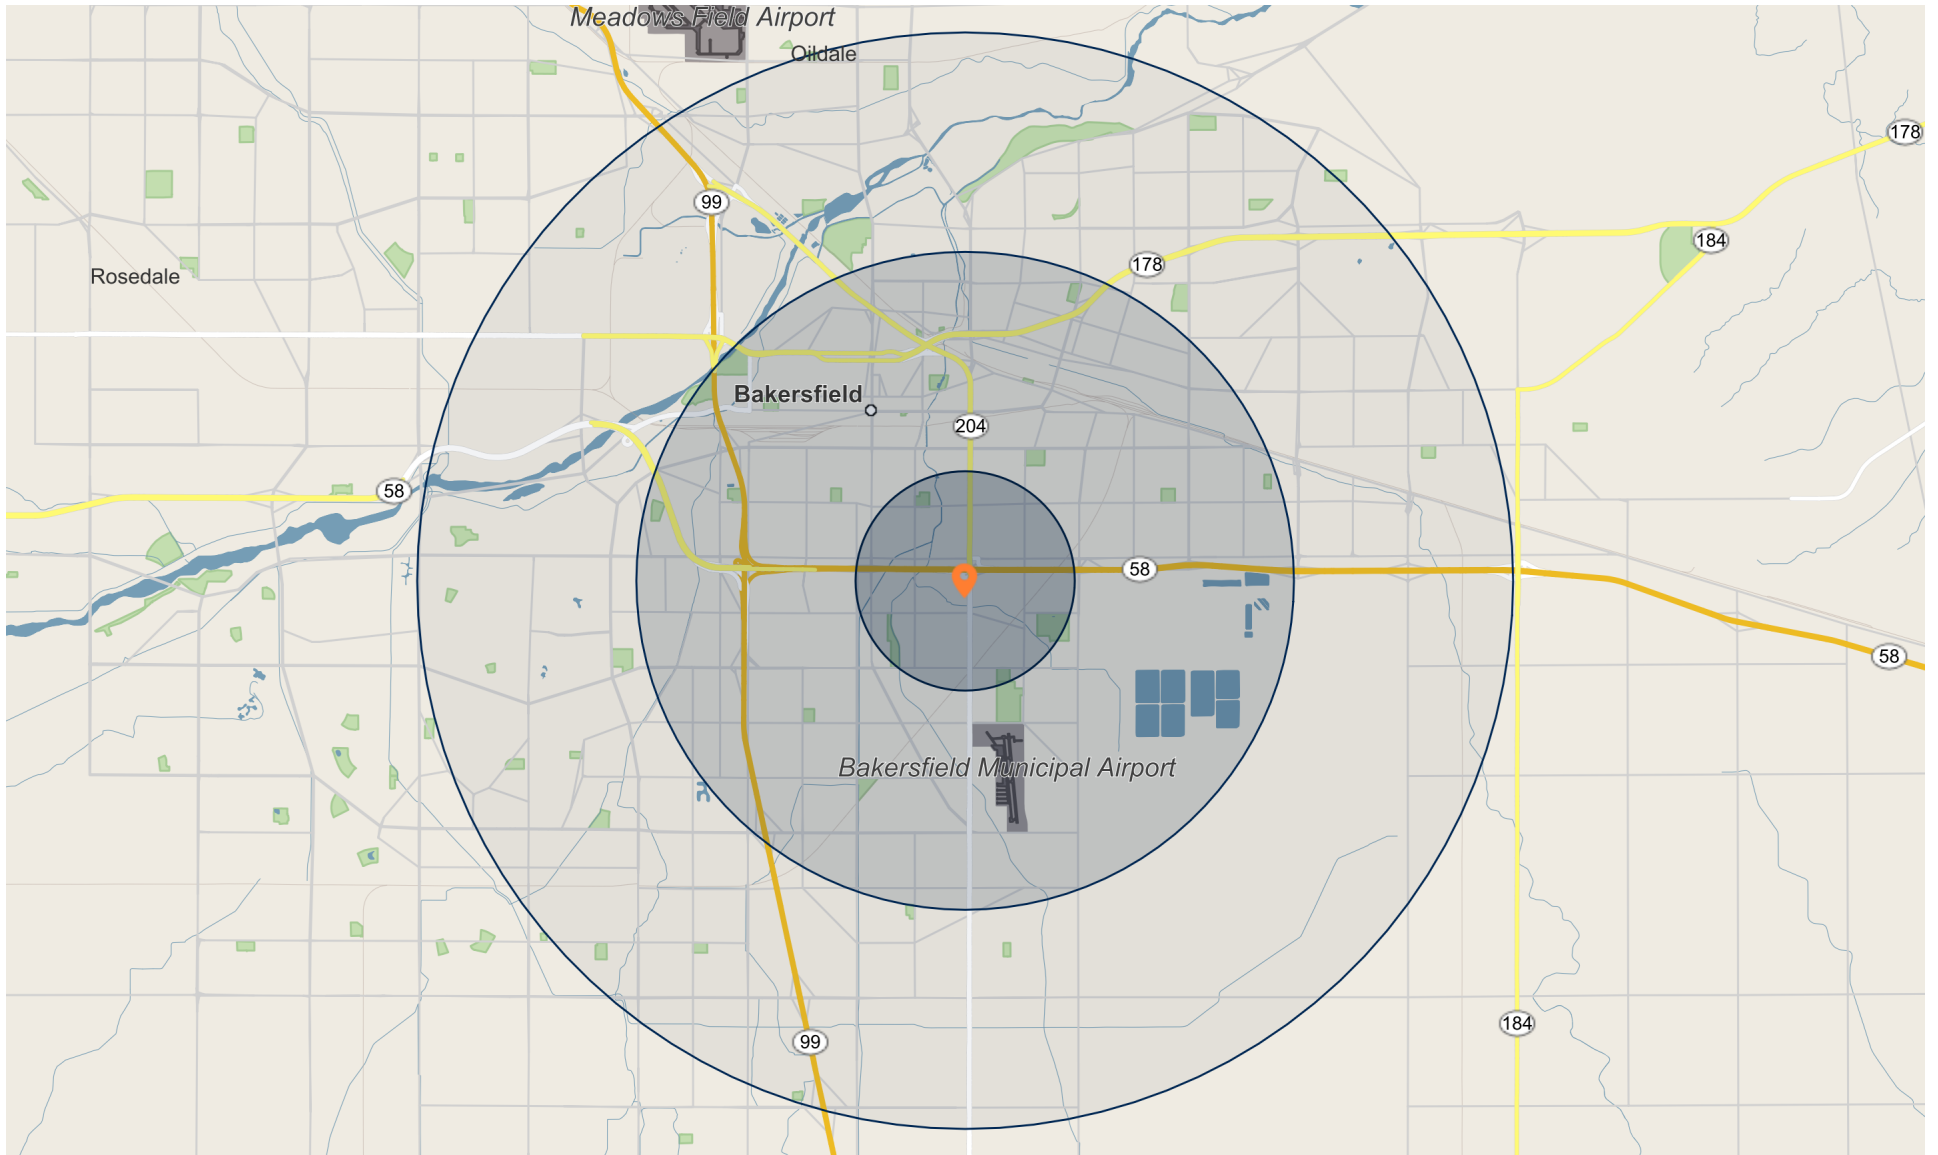 Meadows Field Airport
Oildale
178
99
184
178
Rosedale
Bakersfield
204
58
58
58
Bakersfield Municipal Airport
184
99